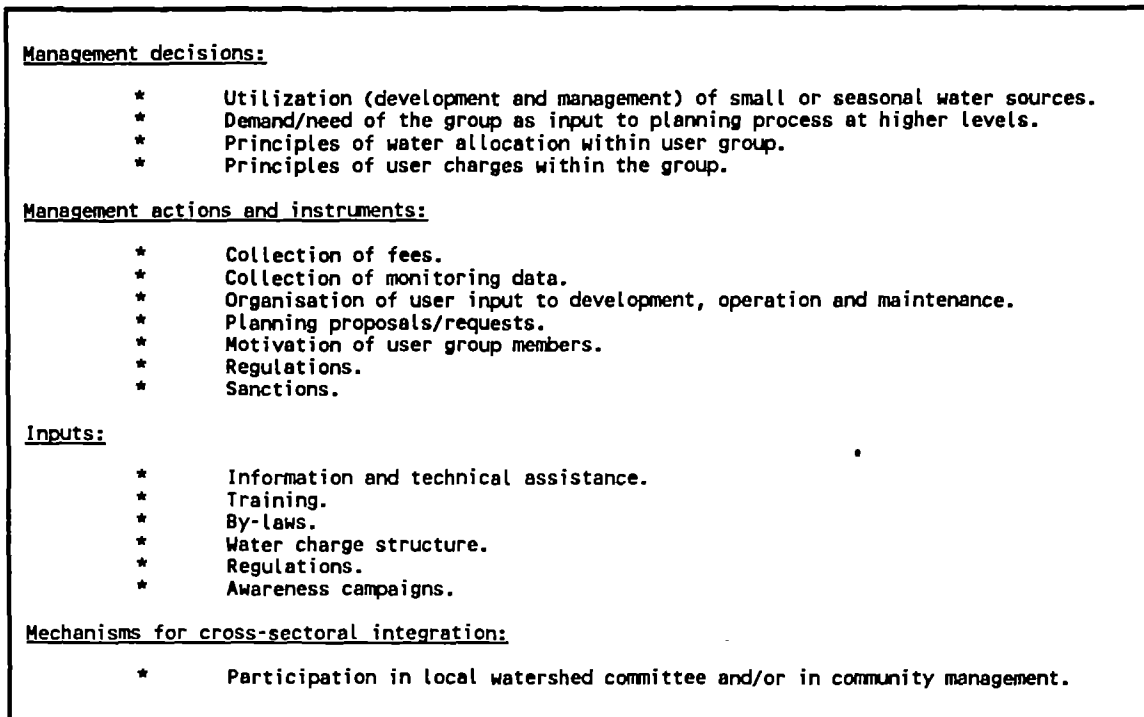 Management decisions:
* Utilization (development and management) of small or seasonal water sources.
* Demand/need of the group as input to planning process at higher levels.
* Principles of water allocation within user group.
* Principles of user charges within the group.
Management actions and instruments:
* Collection of fees.
* Collection of monitoring data.
* Organisation of user input to development, operation and maintenance.
* Planning proposals/requests.
* Motivation of user group members.
* Regulations.
* Sanctions.
Inputs:
* Information and technical assistance.
* Training.
* By-laws.
* Water charge structure.
* Regulations.
* Awareness campaigns.
Mechanisms for cross-sectoral integration:
* Participation in local watershed committee and/or in community management.